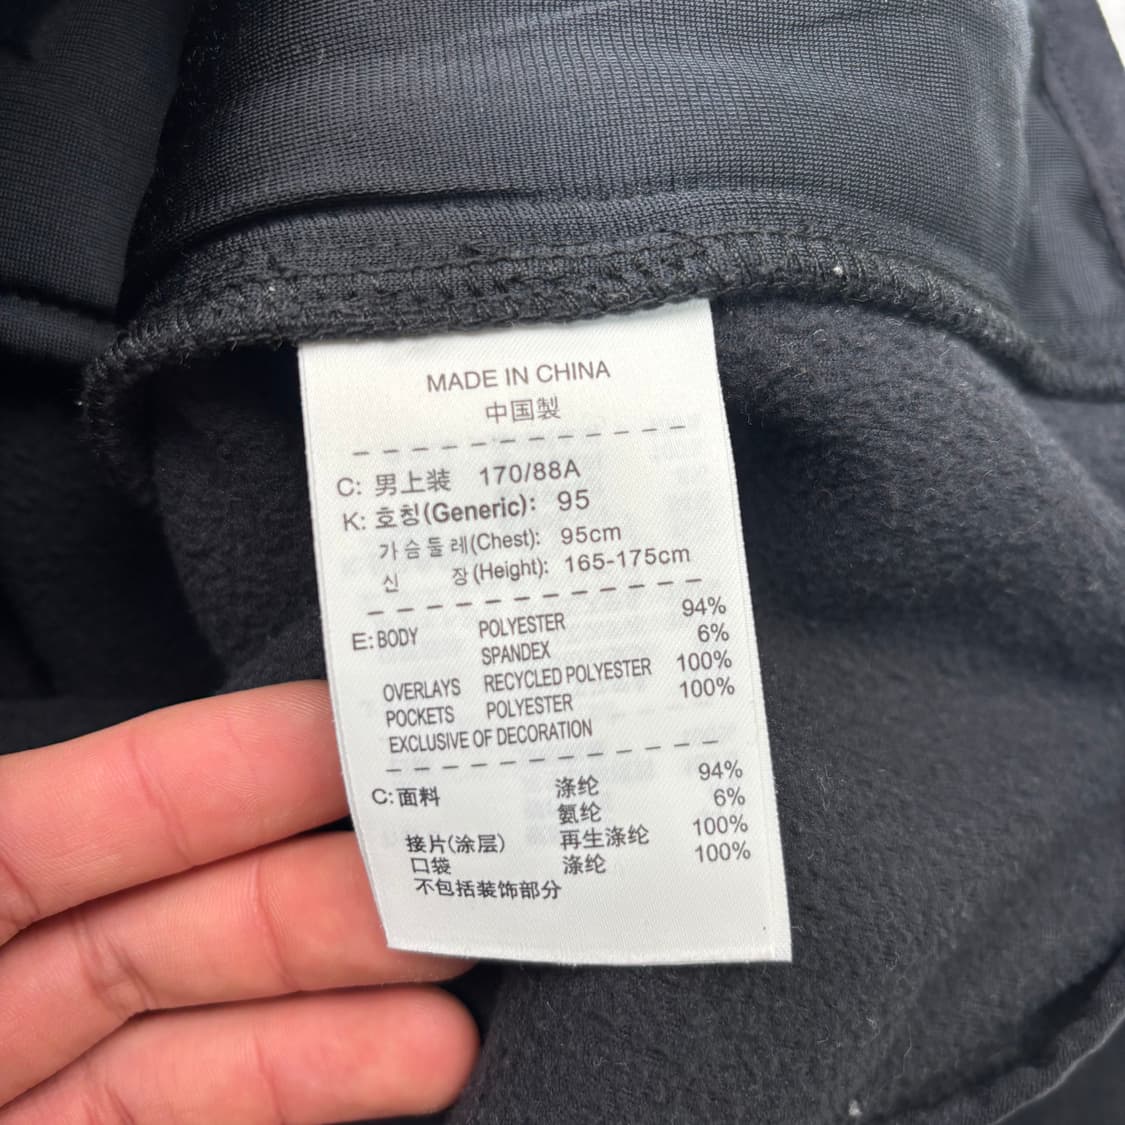 MADE IN CHINA
中国製
C: 男上装 170/88A
K: 호칭(Generic): 95
가슴둘레(Chest): 95cm
신 장(Height): 165-175cm
E: BODY POLYESTER 94%
SPANDEX 6%
OVERLAYS RECYCLED POLYESTER 100%
POCKETS POLYESTER 100%
EXCLUSIVE OF DECORATION
C: 面料 涤纶 94%
氨纶 6%
接片(涂层) 再生涤纶 100%
口袋 涤纶 100%
不包括装饰部分